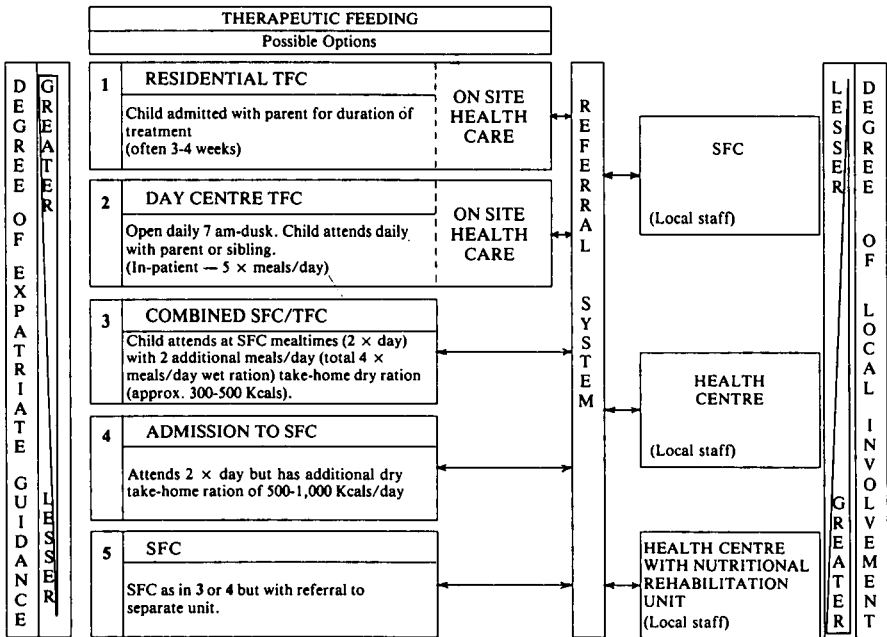 THERAPEUTIC FEEDING
Possible Options
DEGREE OF EXPATRIATE GUIDANCE
GREATER
LESSER
1 RESIDENTIAL TFC
Child admitted with parent for duration of
treatment
(often 3-4 weeks)
ON SITE
HEALTH
CARE
2 DAY CENTRE TFC
Open daily 7 am-dusk. Child attends daily
with parent or sibling.
(In-patient — 5 × meals/day)
ON SITE
HEALTH
CARE
3 COMBINED SFC/TFC
Child attends at SFC mealtimes (2 × day)
with 2 additional meals/day (total 4 ×
meals/day wet ration) take-home dry ration
(approx. 300-500 Kcals).
4 ADMISSION TO SFC
Attends 2 × day but has additional dry
take-home ration of 500-1,000 Kcals/day
5 SFC
SFC as in 3 or 4 but with referral to
separate unit.
REFERRAL SYSTEM
SFC
(Local staff)
HEALTH
CENTRE
(Local staff)
HEALTH CENTRE
WITH NUTRITIONAL
REHABILITATION
UNIT
(Local staff)
LESSER
GREATER
DEGREE OF LOCAL INVOLVEMENT